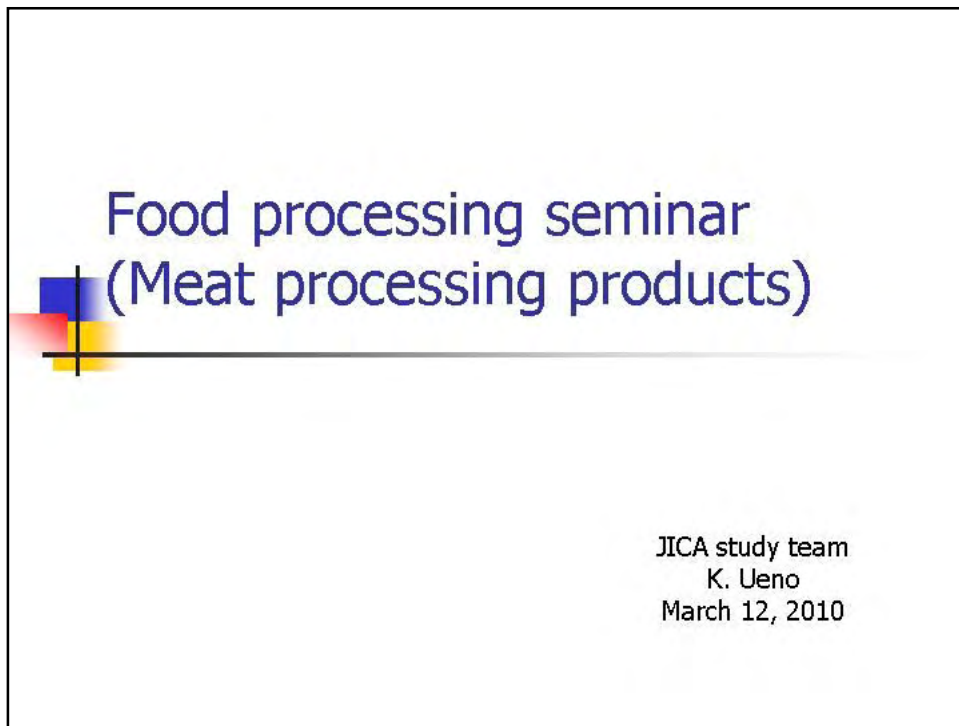 Food processing seminar
(Meat processing products)
JICA study team
K. Ueno
March 12, 2010